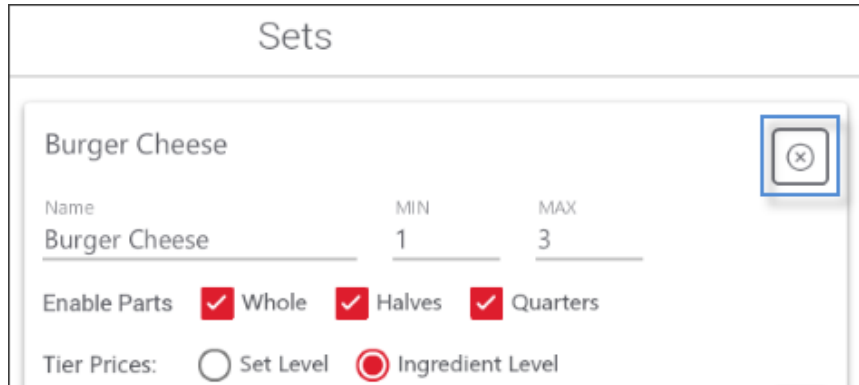 Sets
Burger Cheese
Name MIN MAX
Burger Cheese 1 3
Enable Parts Whole Halves Quarters
Tier Prices: Set Level Ingredient Level